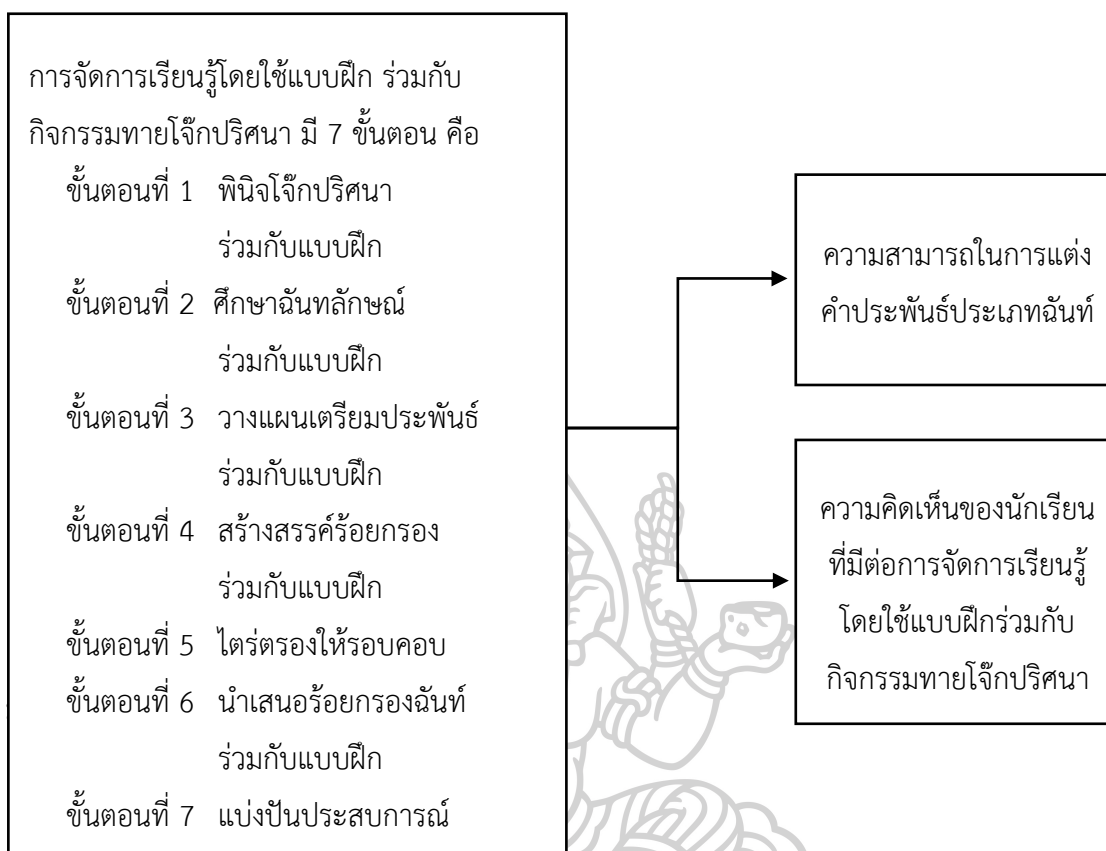 การจัดการเรียนรู้โดยใช้แบบฝึก ร่วมกับ
กิจกรรมทายโจ๊กปริศนา มี 7 ขั้นตอน คือ
ขั้นตอนที่ 1 พินิจโจ๊กปริศนา
ร่วมกับแบบฝึก
ขั้นตอนที่ 2 ศึกษาฉันทลักษณ์
ร่วมกับแบบฝึก
ขั้นตอนที่ 3 วางแผนเตรียมประพันธ์
ร่วมกับแบบฝึก
ขั้นตอนที่ 4 สร้างสรรค์ร้อยกรอง
ร่วมกับแบบฝึก
ขั้นตอนที่ 5 ไตร่ตรองให้รอบคอบ
ขั้นตอนที่ 6 นำเสนอร้อยกรองฉันท์
ร่วมกับแบบฝึก
ขั้นตอนที่ 7 แบ่งปันประสบการณ์
ความสามารถในการแต่ง
คำประพันธ์ประเภทฉันท์
ความคิดเห็นของนักเรียน
ที่มีต่อการจัดการเรียนรู้
โดยใช้แบบฝึกร่วมกับ
กิจกรรมทายโจ๊กปริศนา